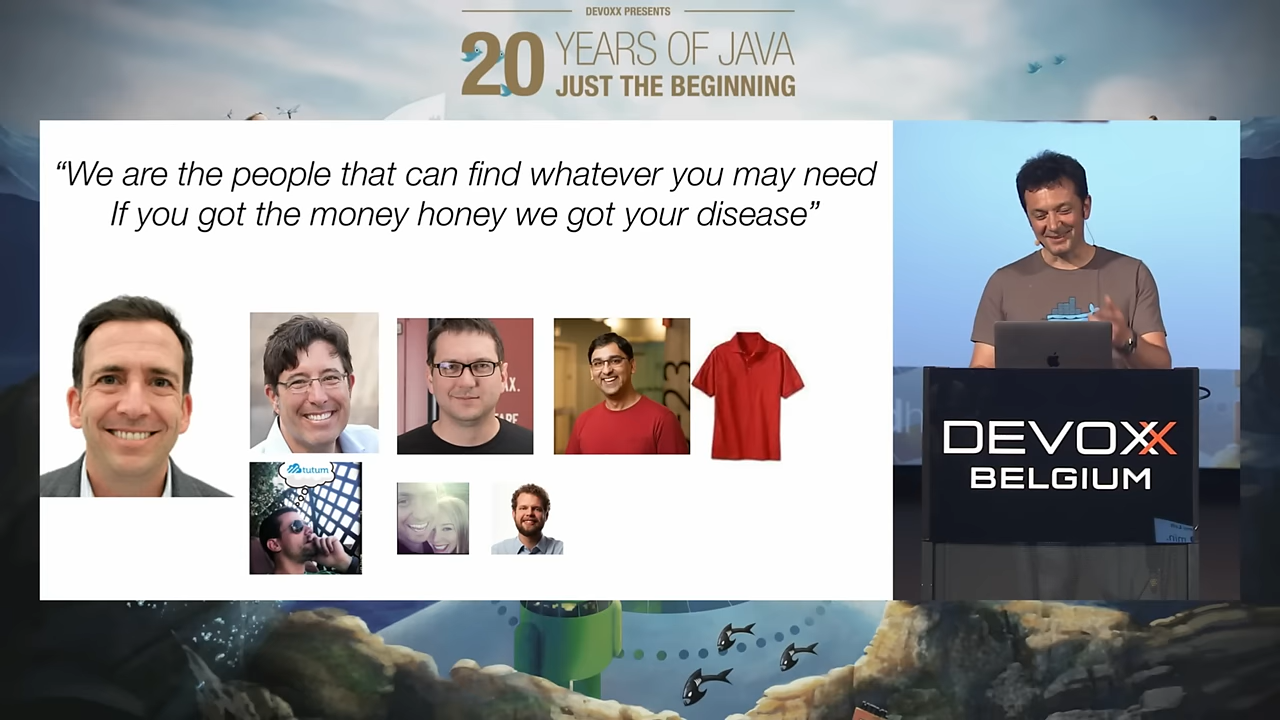 DEVOXX PRESENTS
20 YEARS OF JAVA
JUST THE BEGINNING
“We are the people that can find whatever you may need
If you got the money honey we got your disease”
tutum
DEVOXX
BELGIUM